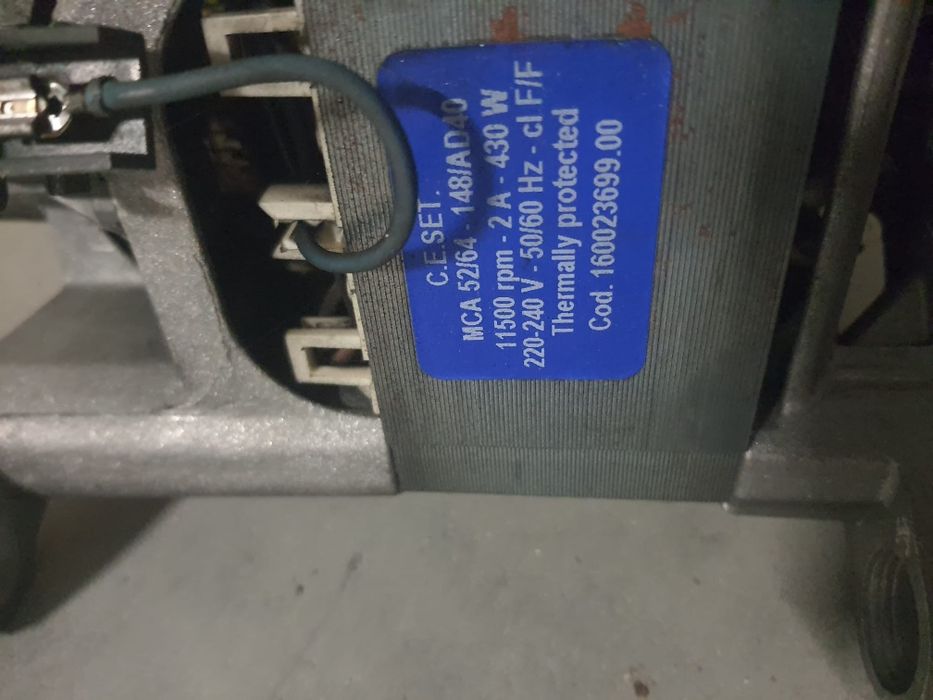 C.E.SET.
MCA 52/64 - 148/AD40
11500 rpm - 2 A - 430 W
220-240 V - 50/60 Hz - cl F/F
Thermally protected
Cod. 160023699.00